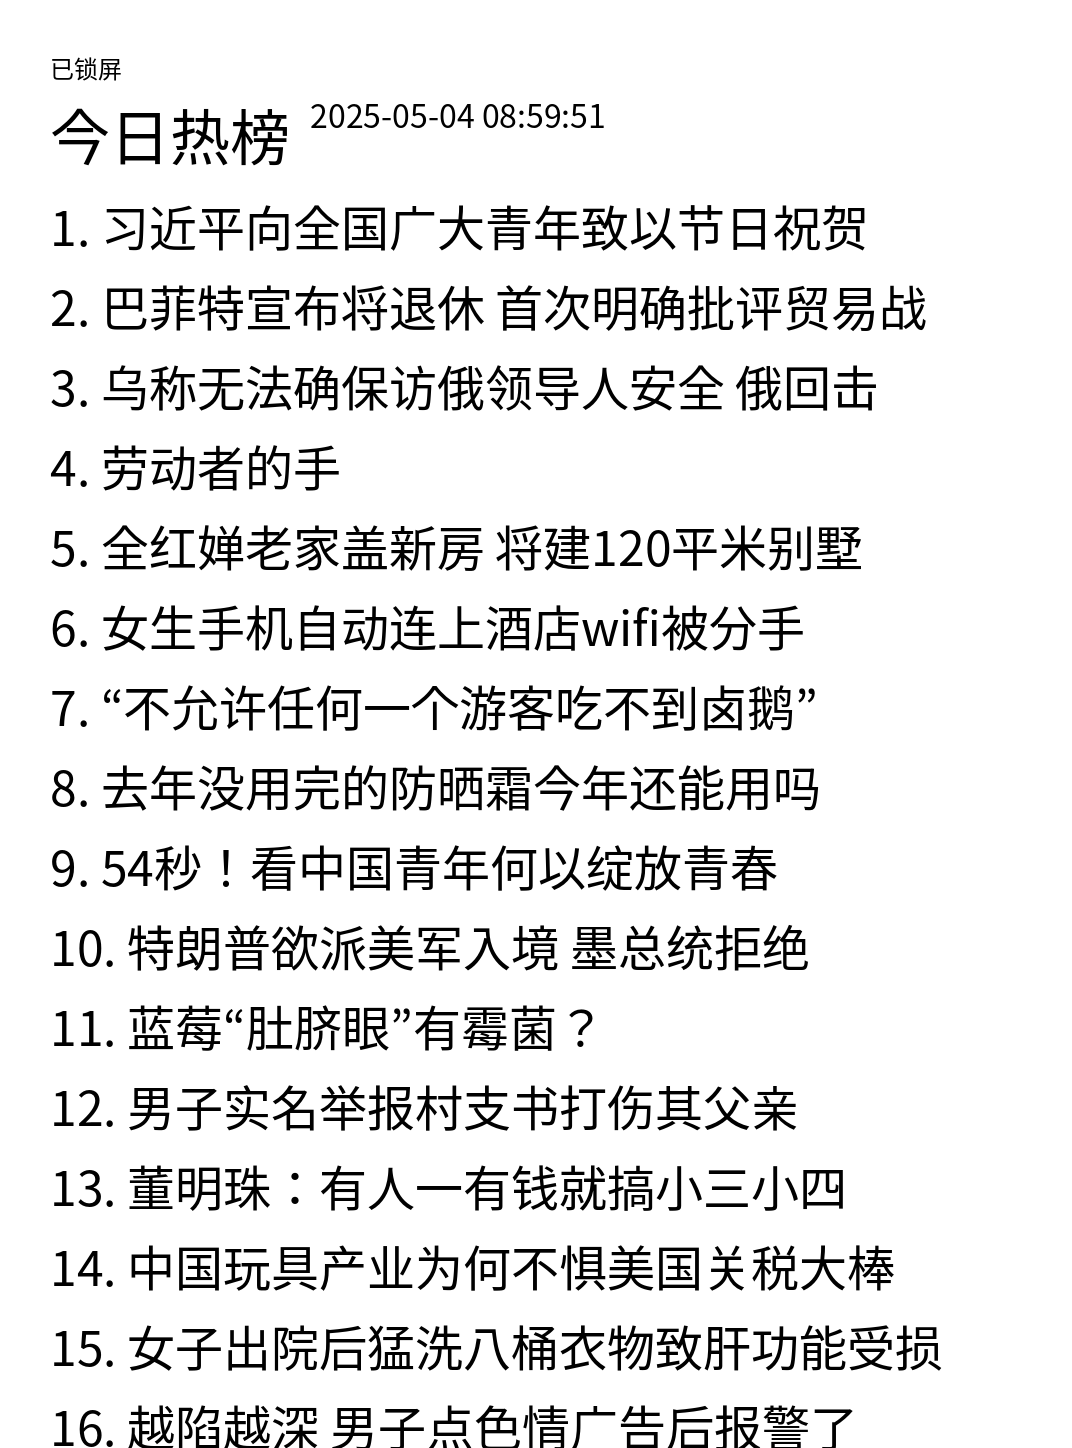 已锁屏
今日热榜 2025-05-04 08:59:51
1. 习近平向全国广大青年致以节日祝贺
2. 巴菲特宣布将退休 首次明确批评贸易战
3. 乌称无法确保访俄领导人安全 俄回击
4. 劳动者的手
5. 全红婵老家盖新房 将建120平米别墅
6. 女生手机自动连上酒店wifi被分手
7. “不允许任何一个游客吃不到卤鹅”
8. 去年没用完的防晒霜今年还能用吗
9. 54秒！看中国青年何以绽放青春
10. 特朗普欲派美军入境 墨总统拒绝
11. 蓝莓“肚脐眼”有霉菌？
12. 男子实名举报村支书打伤其父亲
13. 董明珠：有人一有钱就搞小三小四
14. 中国玩具产业为何不惧美国关税大棒
15. 女子出院后猛洗八桶衣物致肝功能受损
16. 越陷越深 男子点色情广告后报警了